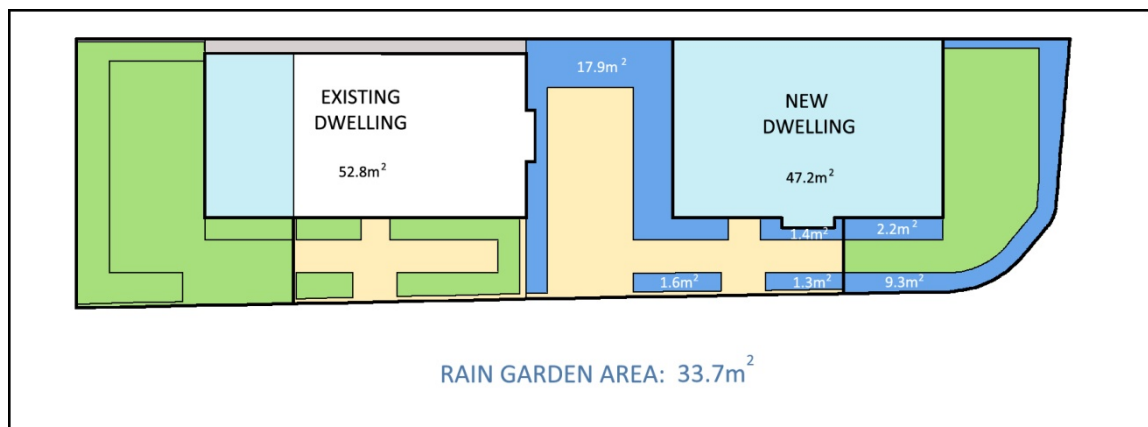 17.9m²
EXISTING
DWELLING
52.8m²
NEW
DWELLING
47.2m²
1.4m²
2.2m²
1.6m²
1.3m²
9.3m²
RAIN GARDEN AREA: 33.7m²